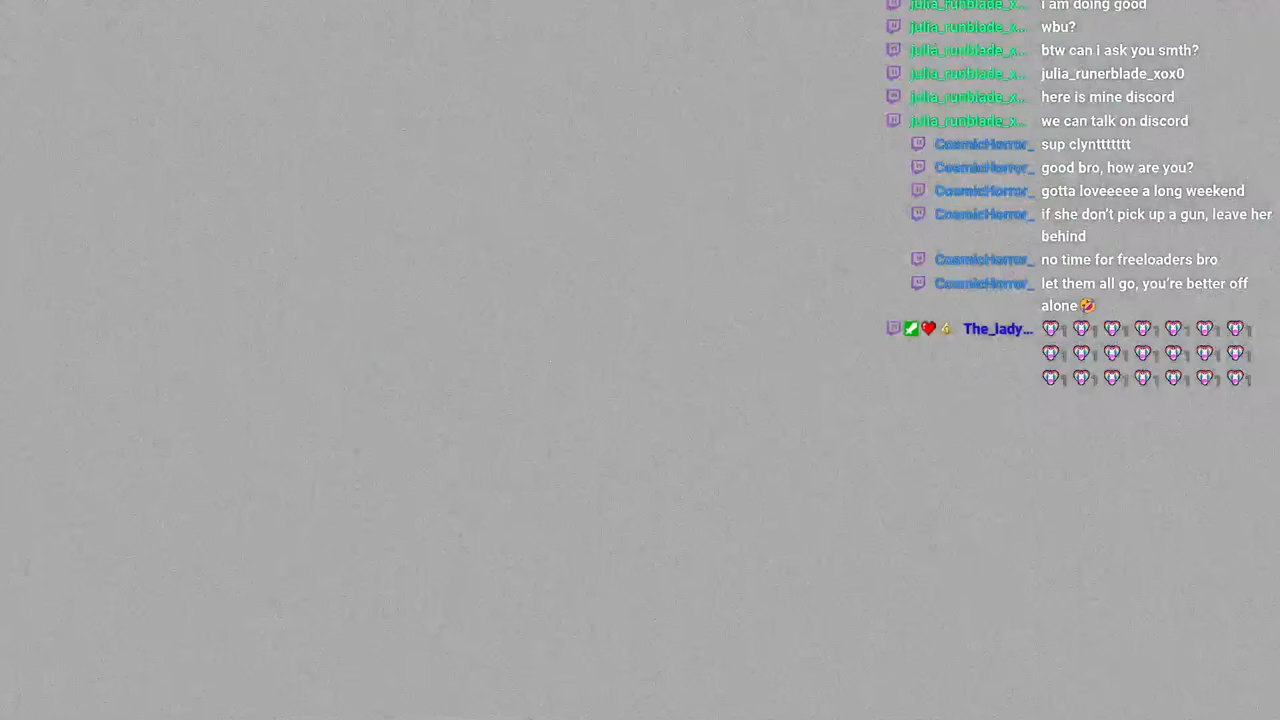 julia_runblade_x... i am doing good
julia_runblade_x... wbu?
julia_runblade_x... btw can i ask you smth?
julia_runblade_x... julia_runerblade_xox0
julia_runblade_x... here is mine discord
julia_runblade_x... we can talk on discord
CosmicHorror_ sup clynttttttt
CosmicHorror_ good bro, how are you?
CosmicHorror_ gotta loveeeee a long weekend
CosmicHorror_ if she don't pick up a gun, leave her
behind
CosmicHorror_ no time for freeloaders bro
CosmicHorror_ let them all go, you're better off
alone🤣
The_lady...